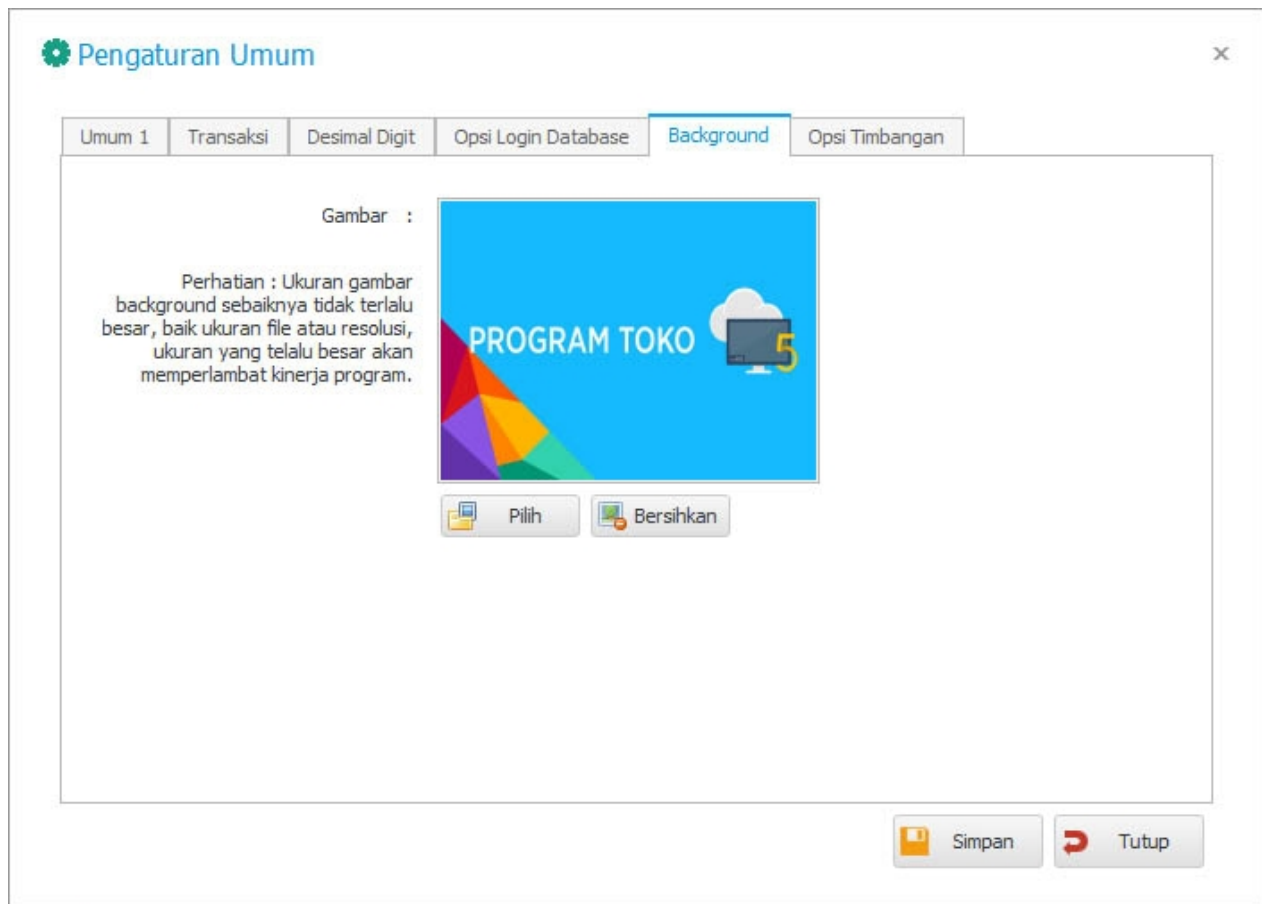 Pengaturan Umum
Umum 1 Transaksi Desimal Digit Opsi Login Database Background Opsi Timbangan
Gambar :
Perhatian : Ukuran gambar
background sebaiknya tidak terlalu
besar, baik ukuran file atau resolusi,
ukuran yang telalu besar akan
memperlambat kinerja program.
PROGRAM TOKO 5
Pilih Bersihkan
Simpan Tutup